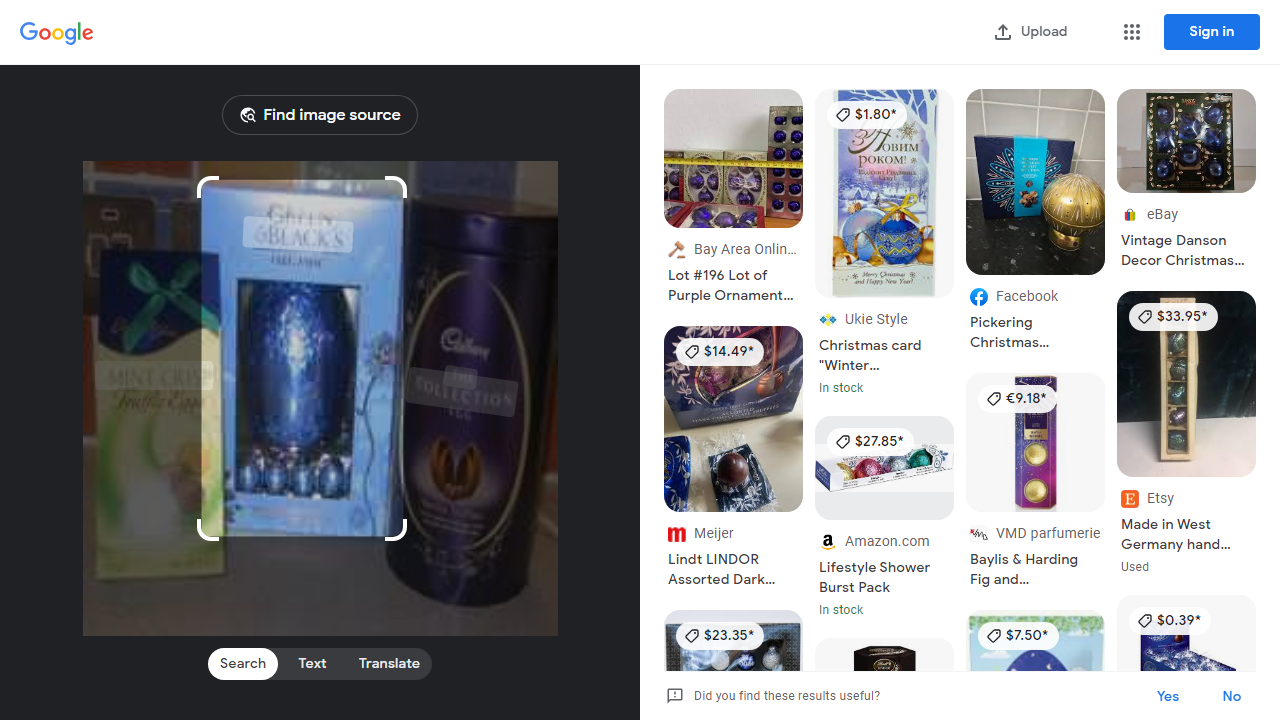 Google
Upload
Sign in
Find image source
GREEN
&BLACK'S
MINT CRISP
Truffle Eggs
Cadbury
THE
COLLECTION
EGG
Search
Text
Translate
Bay Area Onlin...
Lot #196 Lot of
Purple Ornament...
$14.49*
Meijer
Lindt LINDOR
Assorted Dark...
$23.35*
$1.80*
З Новим
роком!
Merry Christmas
and Happy New Year!
Ukie Style
Christmas card
"Winter...
In stock
$27.85*
Amazon.com
Lifestyle Shower
Burst Pack
In stock
Facebook
Pickering
Christmas...
€9.18*
VMD parfumerie
Baylis & Harding
Fig and...
$7.50*
eBay
Vintage Danson
Decor Christmas...
$33.95*
Etsy
Made in West
Germany hand...
Used
$0.39*
Did you find these results useful?
Yes
No